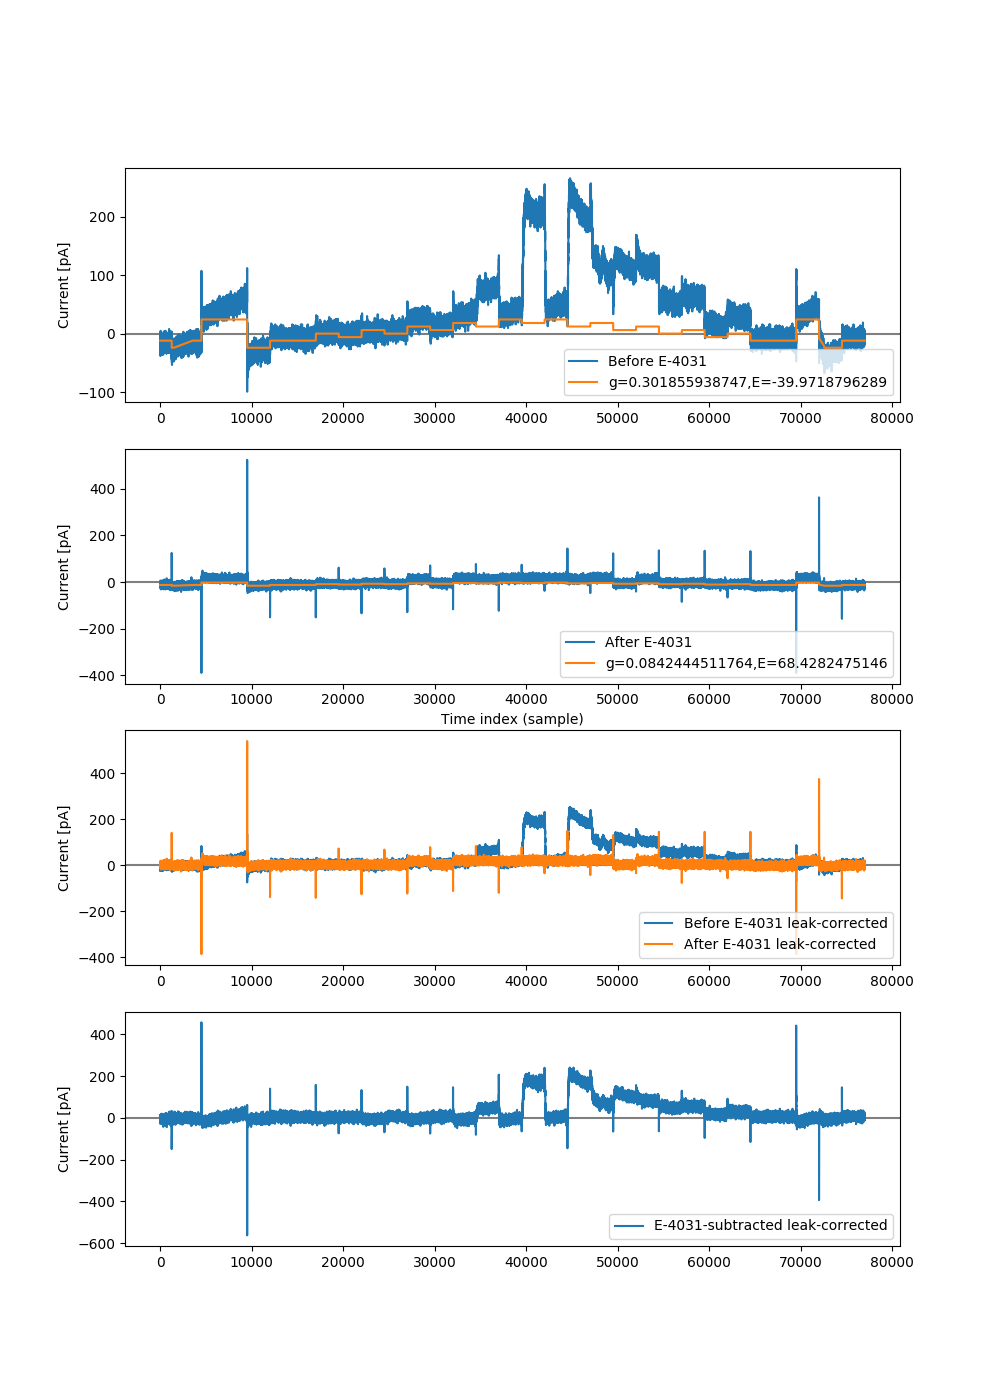 200
100
0
−100
Current [pA]
Before E-4031
g=0.301855938747,E=-39.9718796289
0 10000 20000 30000 40000 50000 60000 70000 80000
400
200
0
−200
−400
Current [pA]
After E-4031
g=0.0842444511764,E=68.4282475146
0 10000 20000 30000 40000 50000 60000 70000 80000
Time index (sample)
400
200
0
−200
−400
Current [pA]
Before E-4031 leak-corrected
After E-4031 leak-corrected
0 10000 20000 30000 40000 50000 60000 70000 80000
400
200
0
−200
−400
−600
Current [pA]
E-4031-subtracted leak-corrected
0 10000 20000 30000 40000 50000 60000 70000 80000